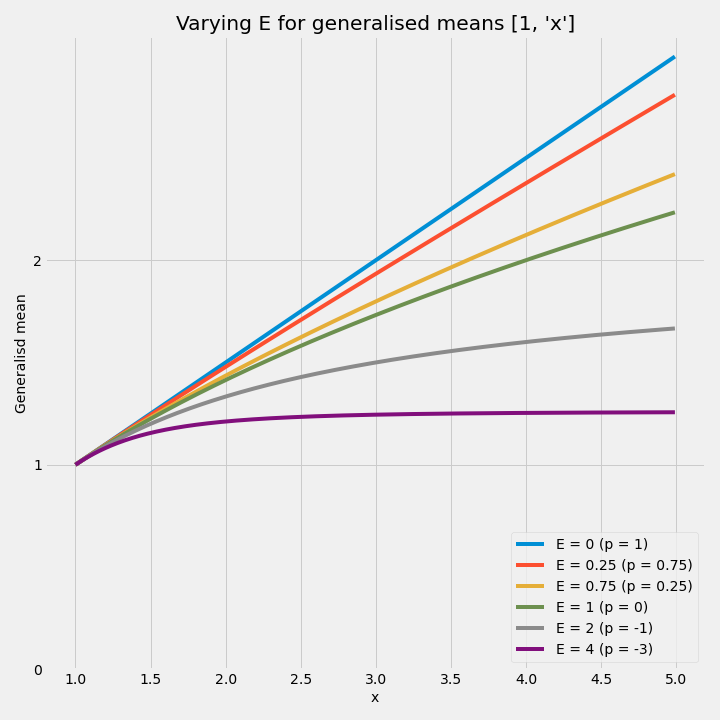 Varying E for generalised means [1, 'x']
Generalisd mean
2
1
0
E = 0 (p = 1)
E = 0.25 (p = 0.75)
E = 0.75 (p = 0.25)
E = 1 (p = 0)
E = 2 (p = -1)
E = 4 (p = -3)
1.0 1.5 2.0 2.5 3.0 3.5 4.0 4.5 5.0
x